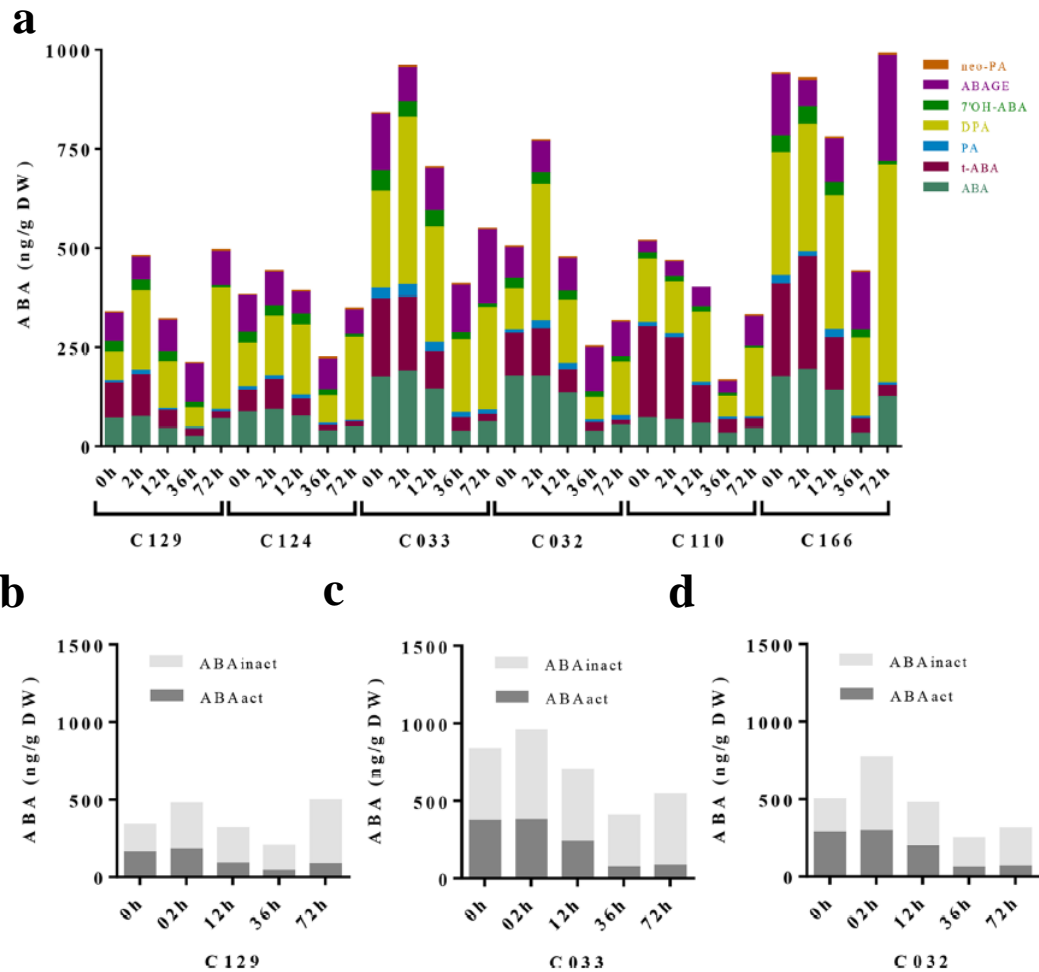 a
1000
750
500
250
0
ABA (ng/g DW)
neo-PA
ABAGE
7'OH-ABA
DPA
PA
t-ABA
ABA
0h 2h 12h 36h 72h 0h 2h 12h 36h 72h 0h 2h 12h 36h 72h 0h 2h 12h 36h 72h 0h 2h 12h 36h 72h 0h 2h 12h 36h 72h
C129 C124 C033 C032 C110 C166
b
1500
1000
500
0
ABA (ng/g DW)
ABAinact
ABAact
0h 02h 12h 36h 72h
C129
c
1500
1000
500
0
ABA (ng/g DW)
ABAinact
ABAact
0h 02h 12h 36h 72h
C033
d
1500
1000
500
0
ABA (ng/g DW)
ABAinact
ABAact
0h 02h 12h 36h 72h
C032